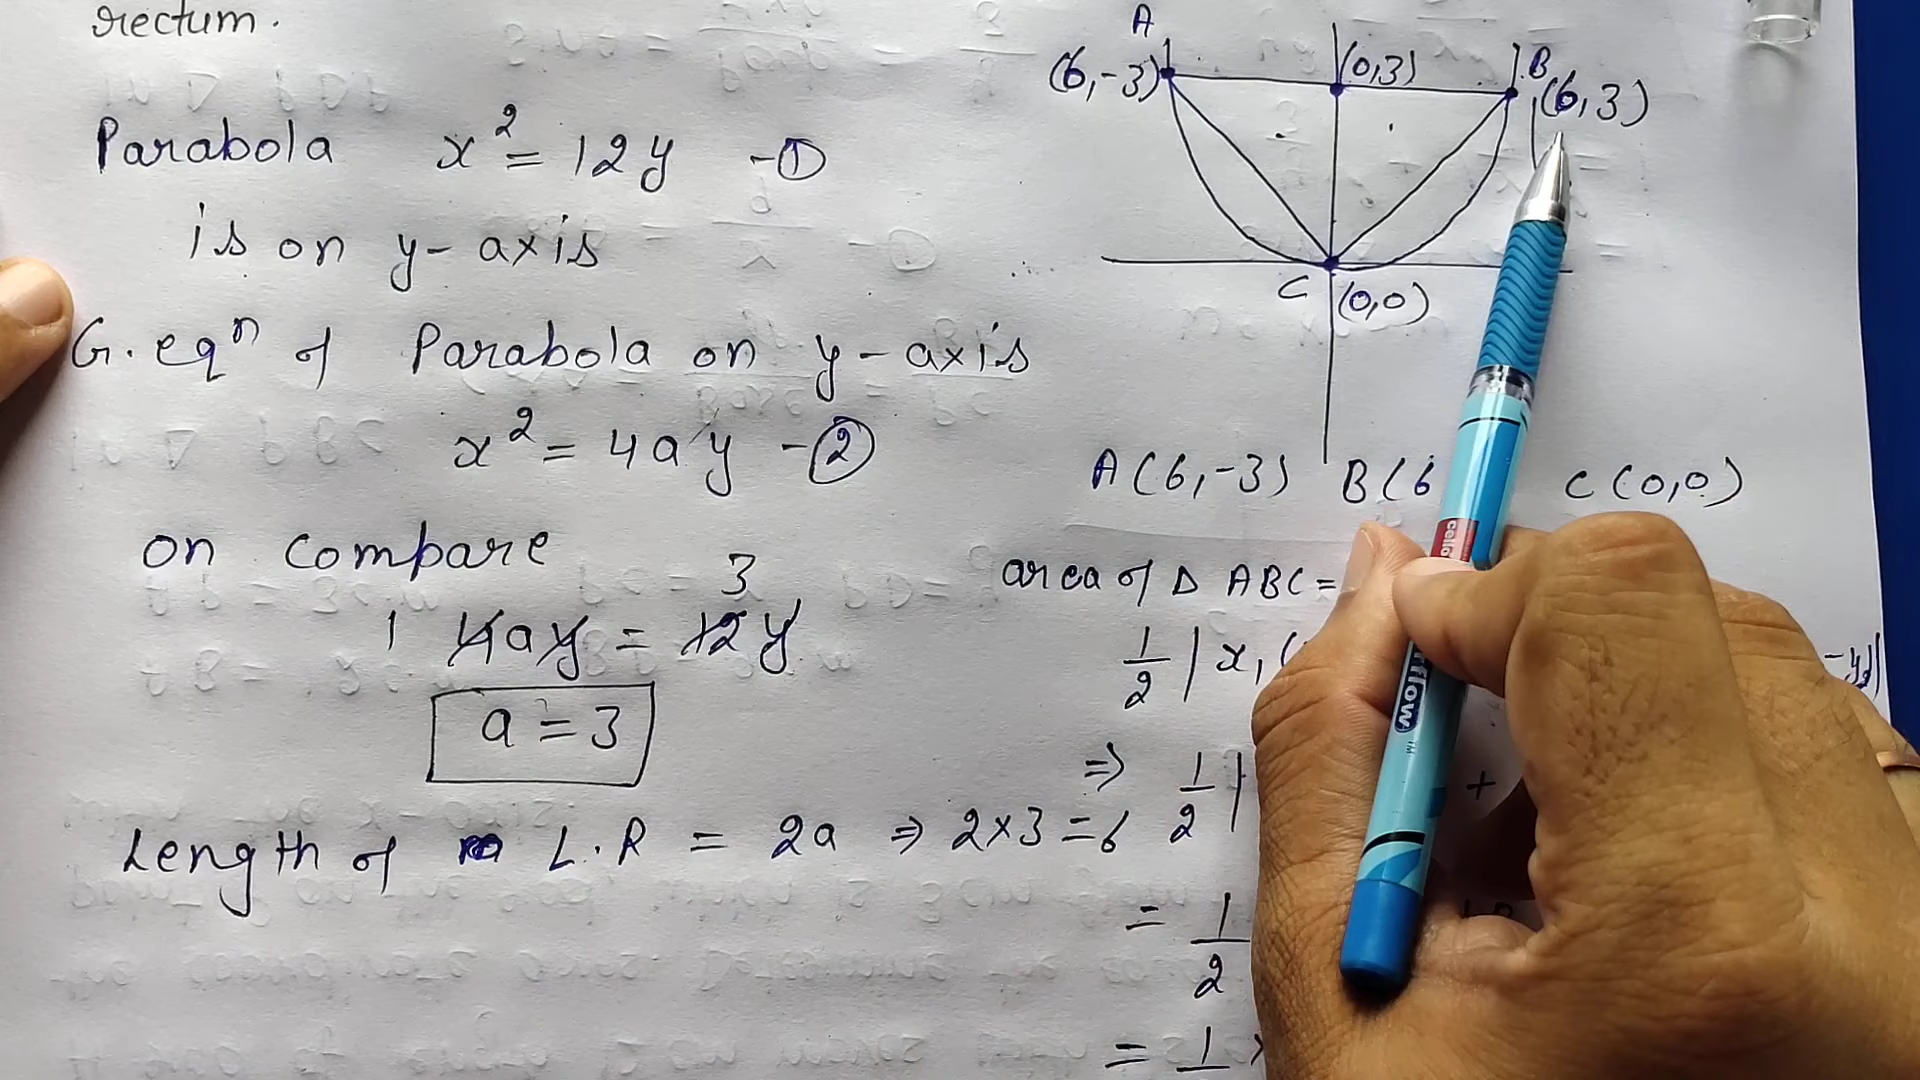 rectum.
Parabola x² = 12y -①
is on y-axis
G. eqⁿ of Parabola on y-axis
x² = 4ay -②
on compare
3
1 4ay = 12y
a = 3
Length of L.R = 2a ⇒ 2×3 = 6
A
(6,-3)
(0,3)
B
(6,3)
C (0,0)
A(6,-3) B(6 C(0,0)
area of Δ ABC =
1/2 | x₁(
⇒ 1/2 | +
= 1/2
= 1
cello
flow